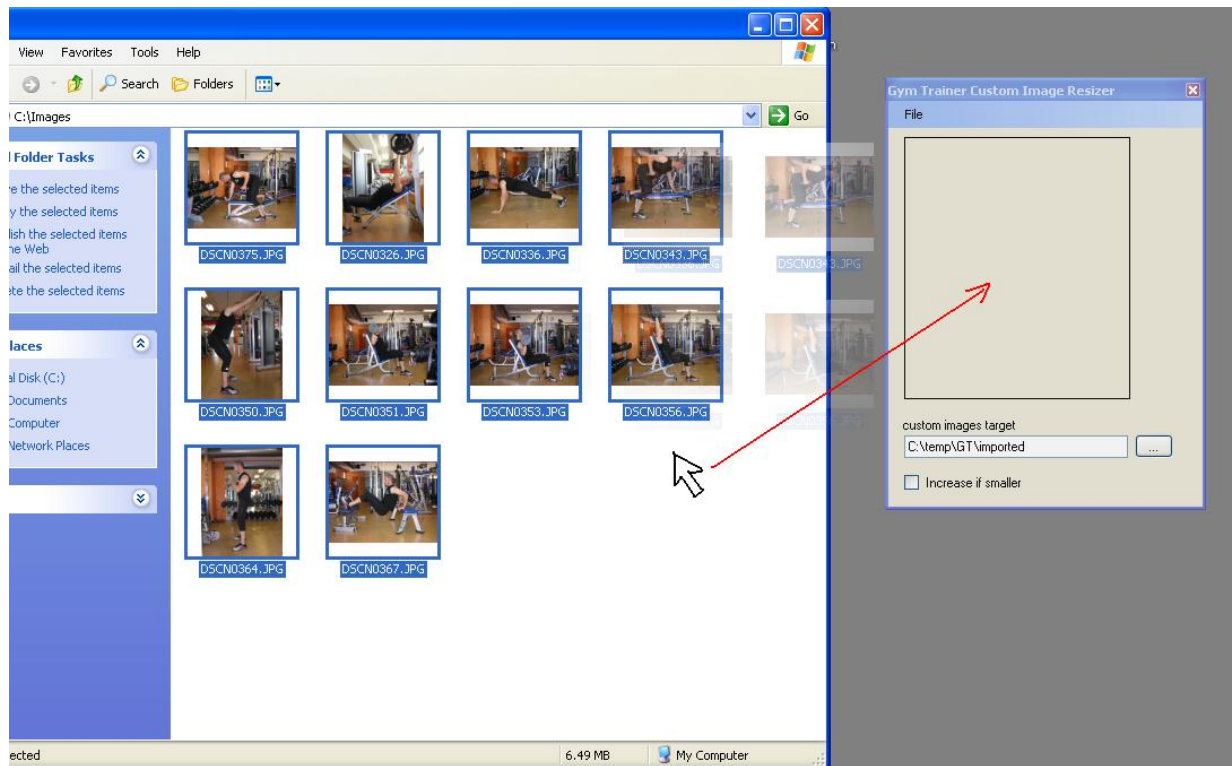 View Favorites Tools Help
Search Folders
C:\Images
Go
Folder Tasks
the selected items
the selected items
the selected items
Web
the selected items
the selected items
Disk (C:)
Documents
Computer
Network Places
DSCN0375.JPG DSCN0326.JPG DSCN0336.JPG DSCN0343.JPG
DSCN0343.JPG
DSCN0350.JPG DSCN0351.JPG DSCN0353.JPG DSCN0356.JPG
DSCN0364.JPG DSCN0367.JPG
6.49 MB My Computer
Gym Trainer Custom Image Resizer
File
custom images target
C:\temp\GT\imported
...
Increase if smaller